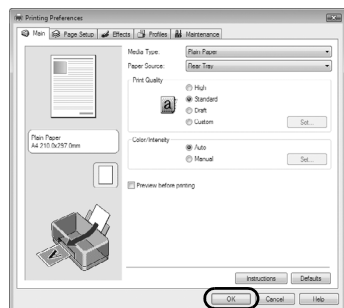 Printing Preferences
Main Page Setup Effects Profiles Maintenance
Media Type: Plain Paper
Paper Source: Rear Tray
Print Quality
High
Standard
Draft
Custom Set...
a
Plain Paper
A4 210.0x297.0mm
Color/Intensity
Auto
Manual Set...
Preview before printing
Instructions Defaults
OK Cancel Help